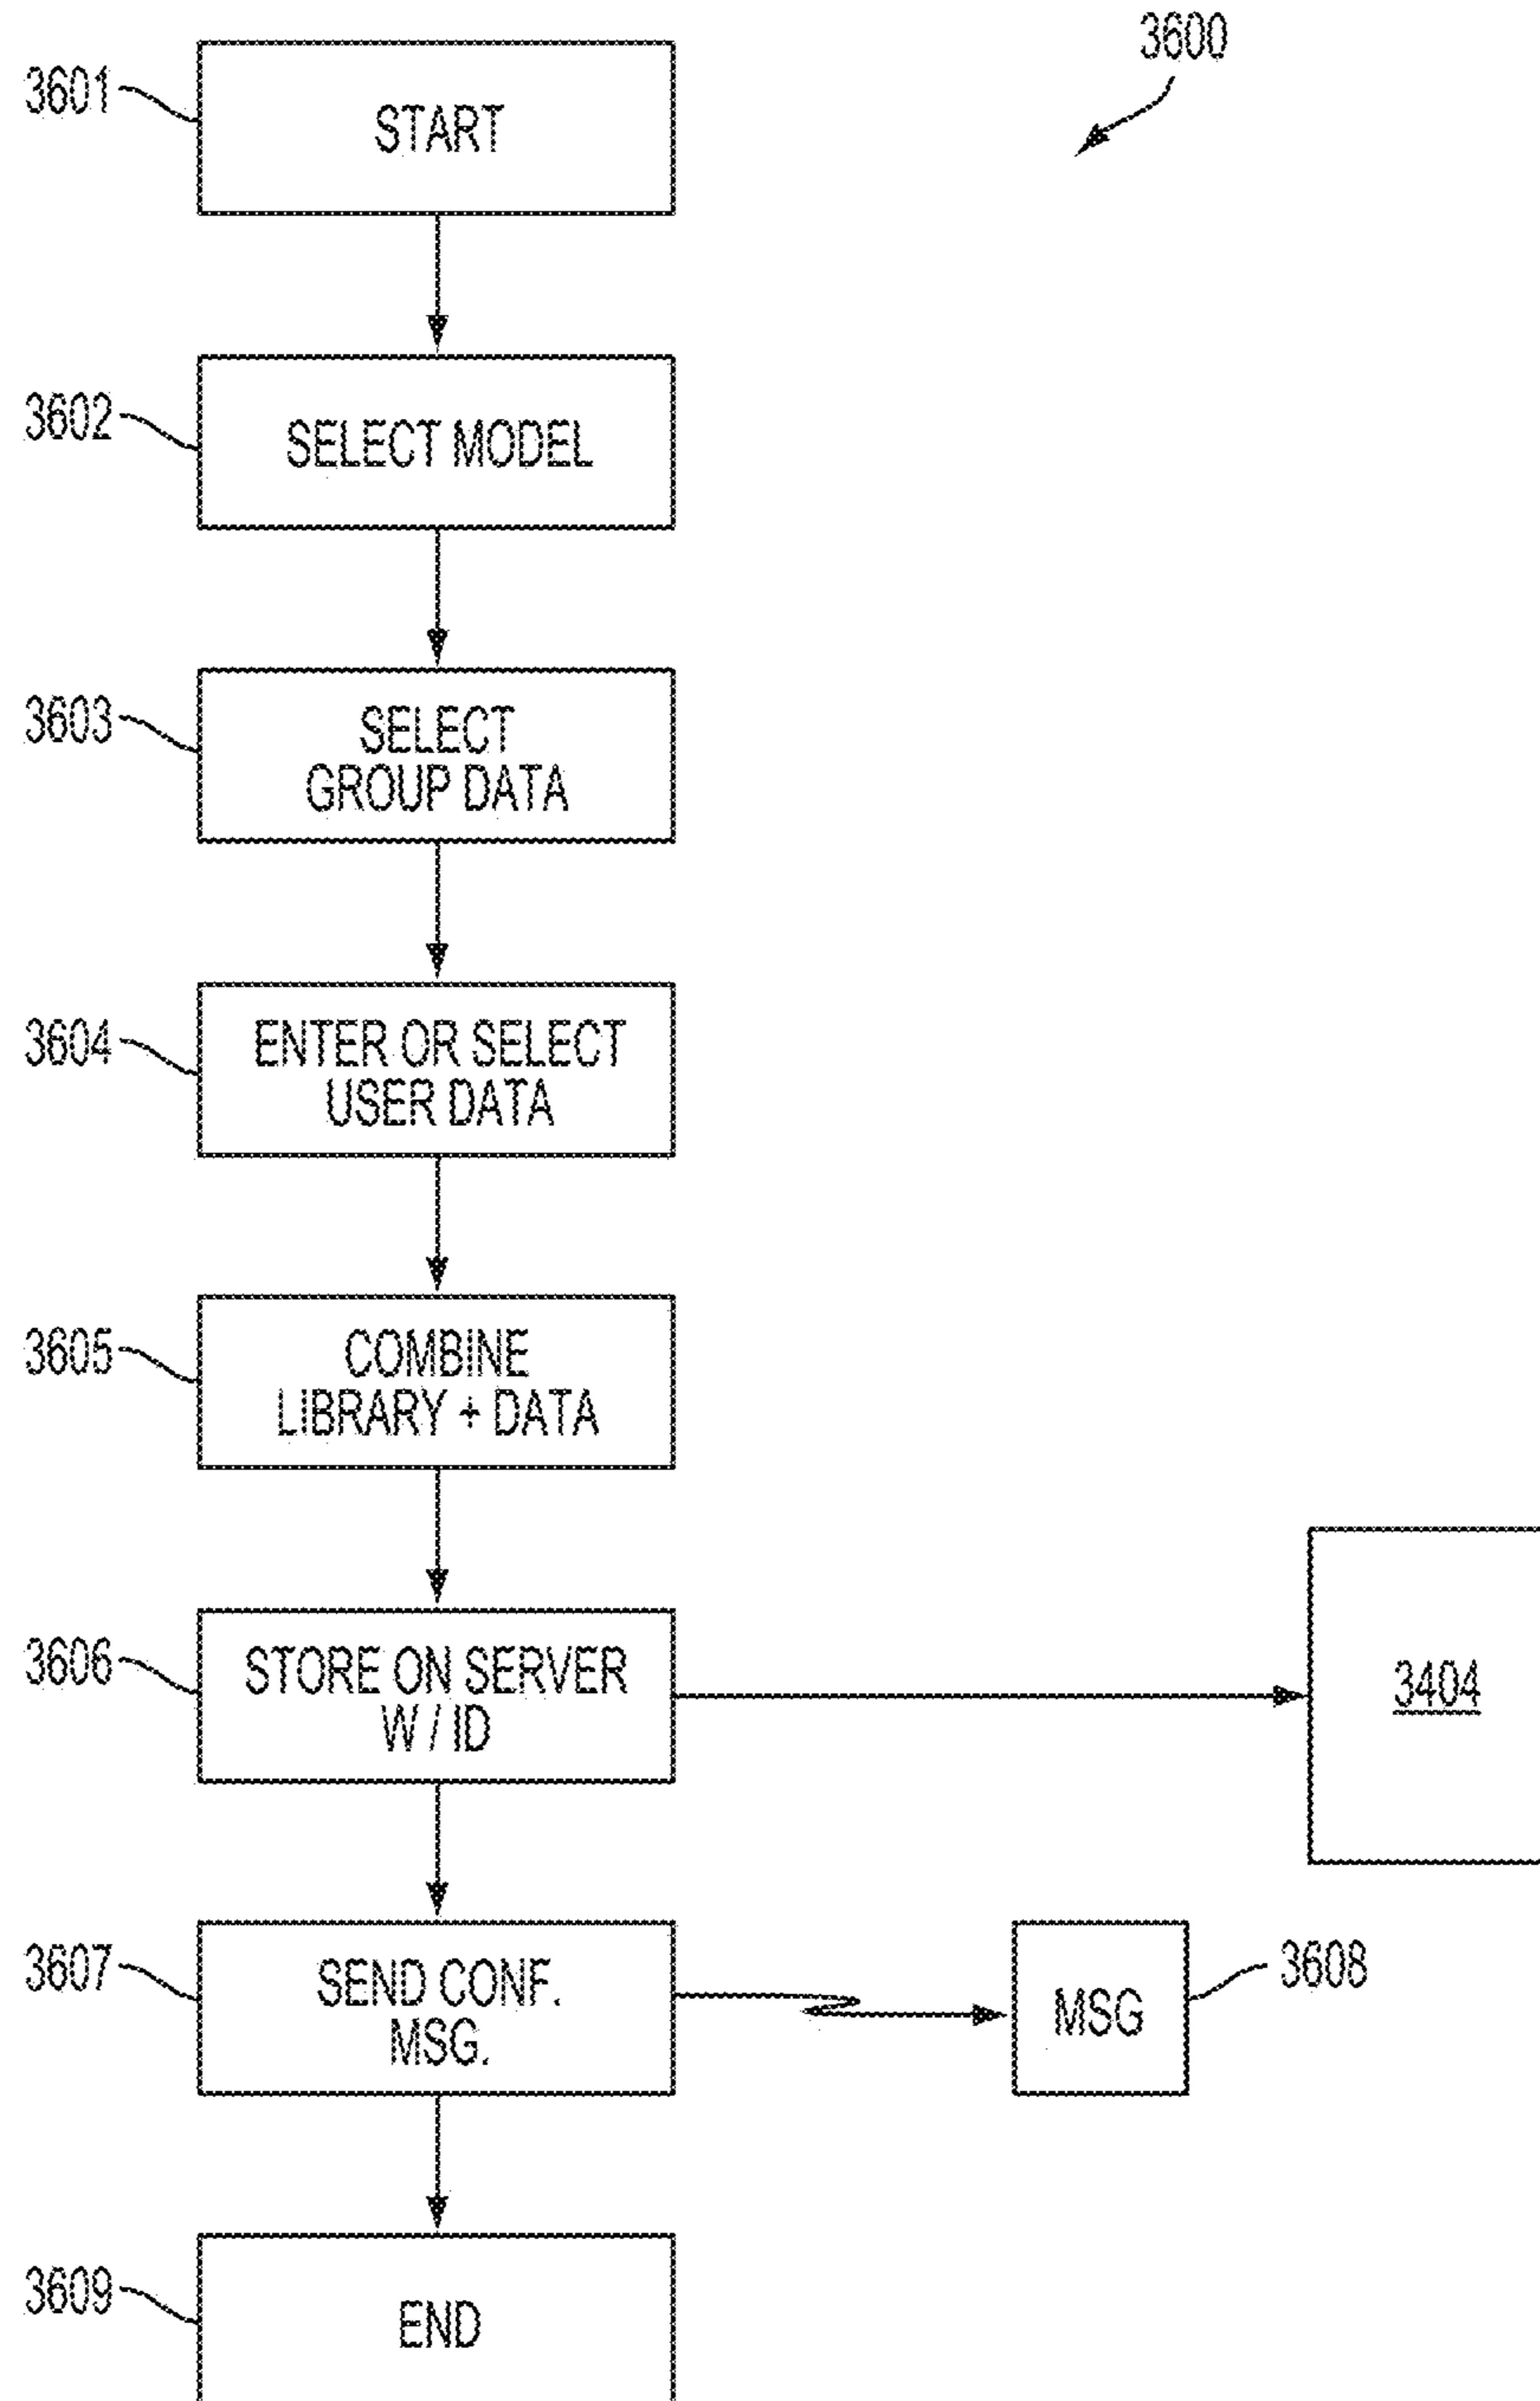 3600
3601
START
3602
SELECT MODEL
3603
SELECT
GROUP DATA
3604
ENTER OR SELECT
USER DATA
3605
COMBINE
LIBRARY + DATA
3606
STORE ON SERVER
W / ID
3404
3607
SEND CONF.
MSG.
MSG
3608
3609
END